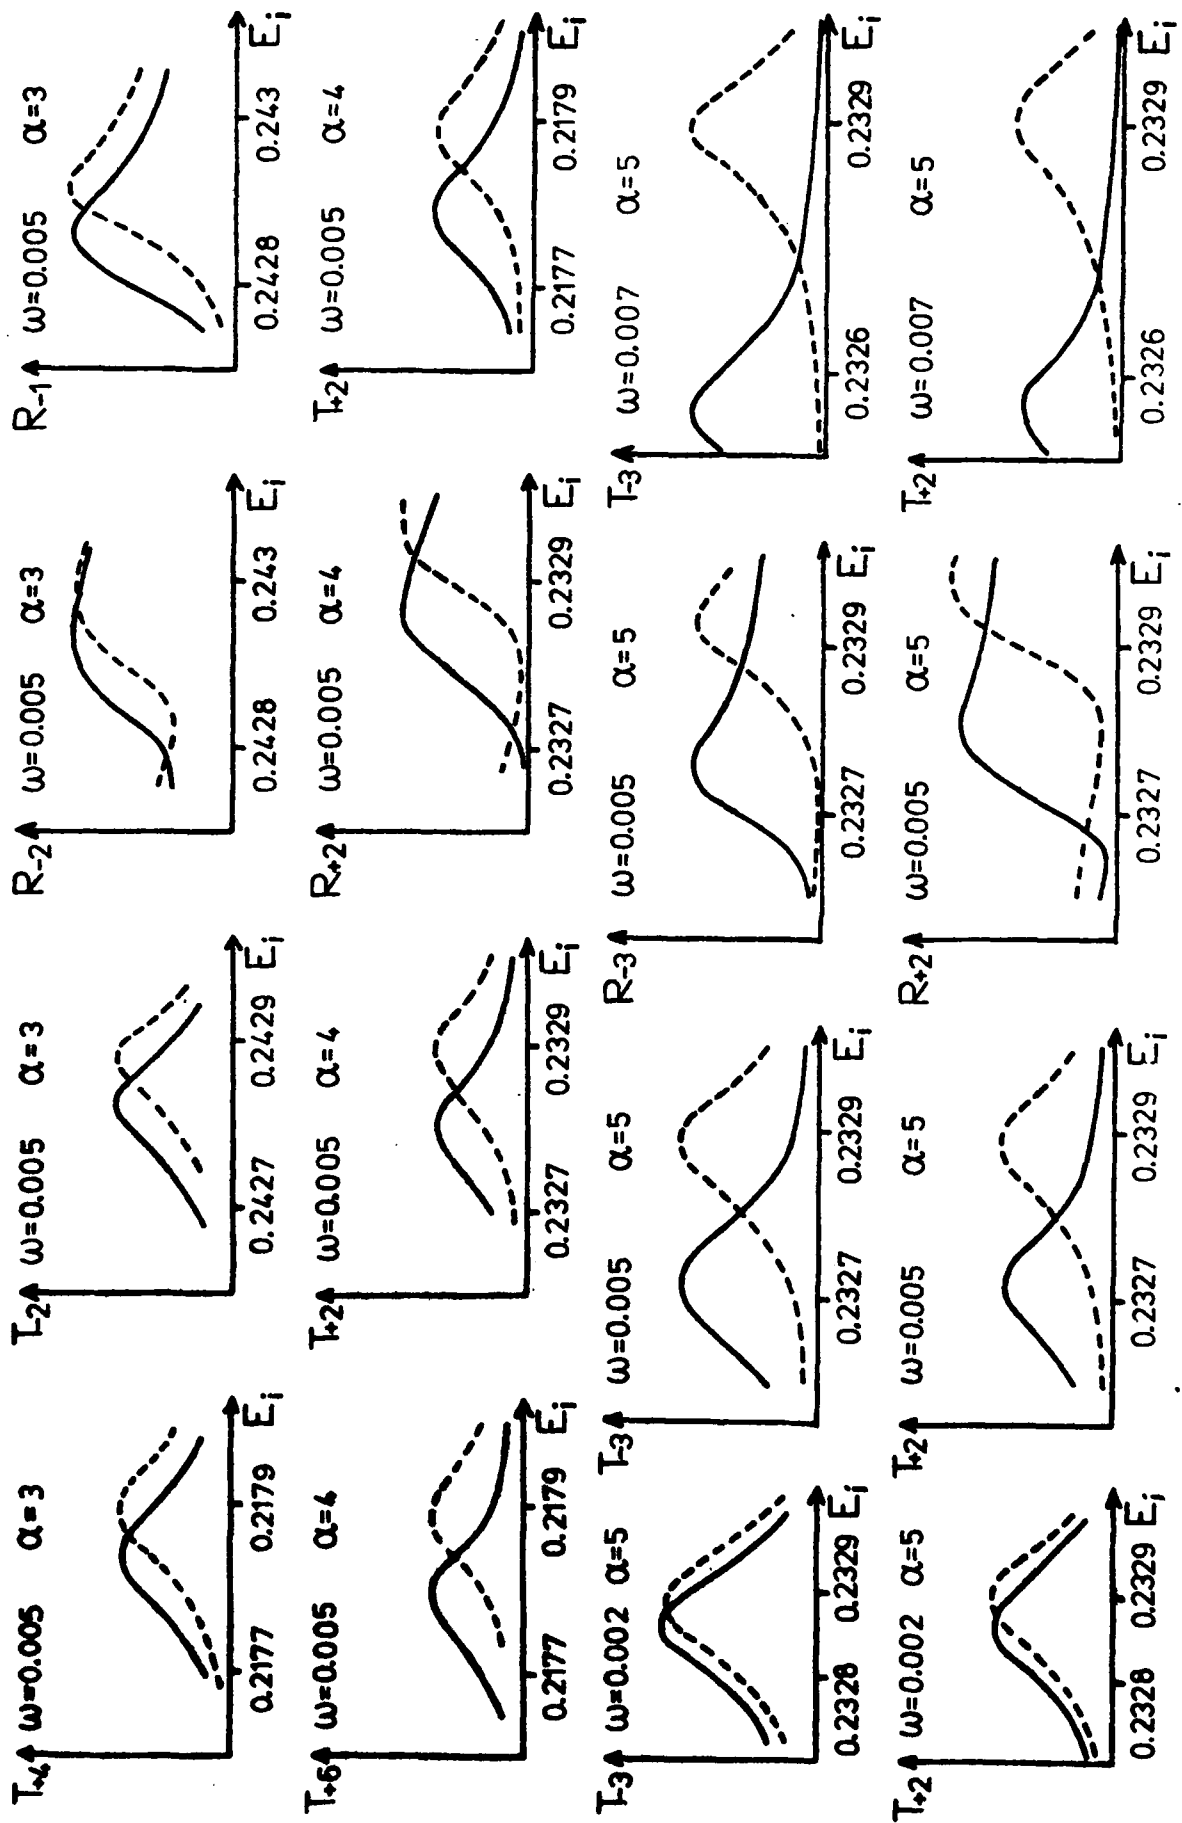 T+4 ω=0.005 α=3
0.2177 0.2179 Ei
T-2 ω=0.005 α=3
0.2427 0.2429 Ei
R-2 ω=0.005 α=3
0.2428 0.243 Ei
R-1 ω=0.005 α=3
0.2428 0.243 Ei
T+6 ω=0.005 α=4
0.2177 0.2179 Ei
T+2 ω=0.005 α=4
0.2327 0.2329 Ei
R+2 ω=0.005 α=4
0.2327 0.2329 Ei
T+2 ω=0.005 α=4
0.2177 0.2179 Ei
T-3 ω=0.002 α=5
0.2328 0.2329 Ei
T-3 ω=0.005 α=5
0.2327 0.2329 Ei
R-3 ω=0.005 α=5
0.2327 0.2329 Ei
T-3 ω=0.007 α=5
0.2326 0.2329 Ei
T+2 ω=0.002 α=5
0.2328 0.2329 Ei
T+2 ω=0.005 α=5
0.2327 0.2329 Ei
R+2 ω=0.005 α=5
0.2327 0.2329 Ei
T+2 ω=0.007 α=5
0.2326 0.2329 Ei